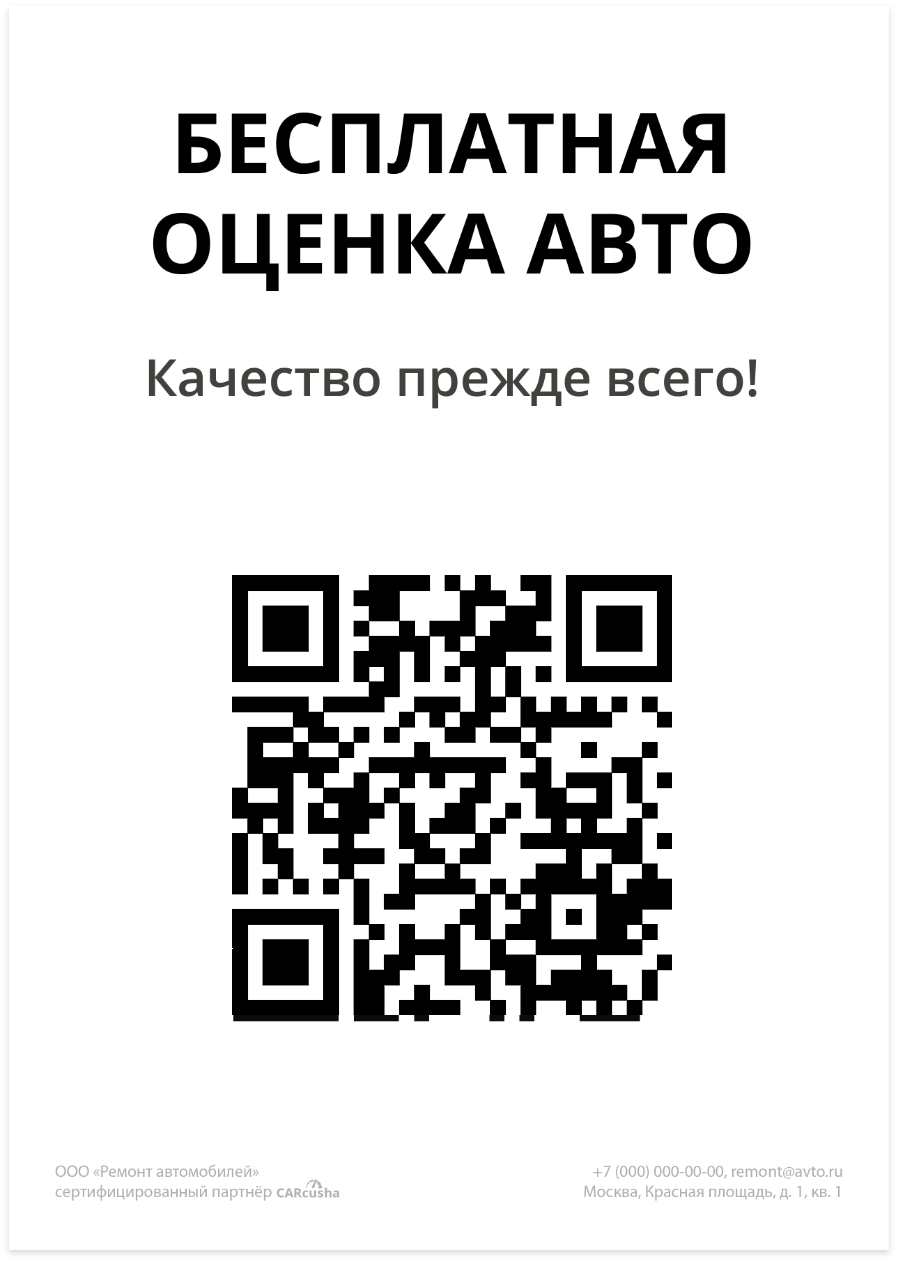 БЕСПЛАТНАЯ
ОЦЕНКА АВТО
Качество прежде всего!
ООО «Ремонт автомобилей»
сертифицированный партнёр CARcusha
+7 (000) 000-00-00, remont@avto.ru
Москва, Красная площадь, д. 1, кв. 1